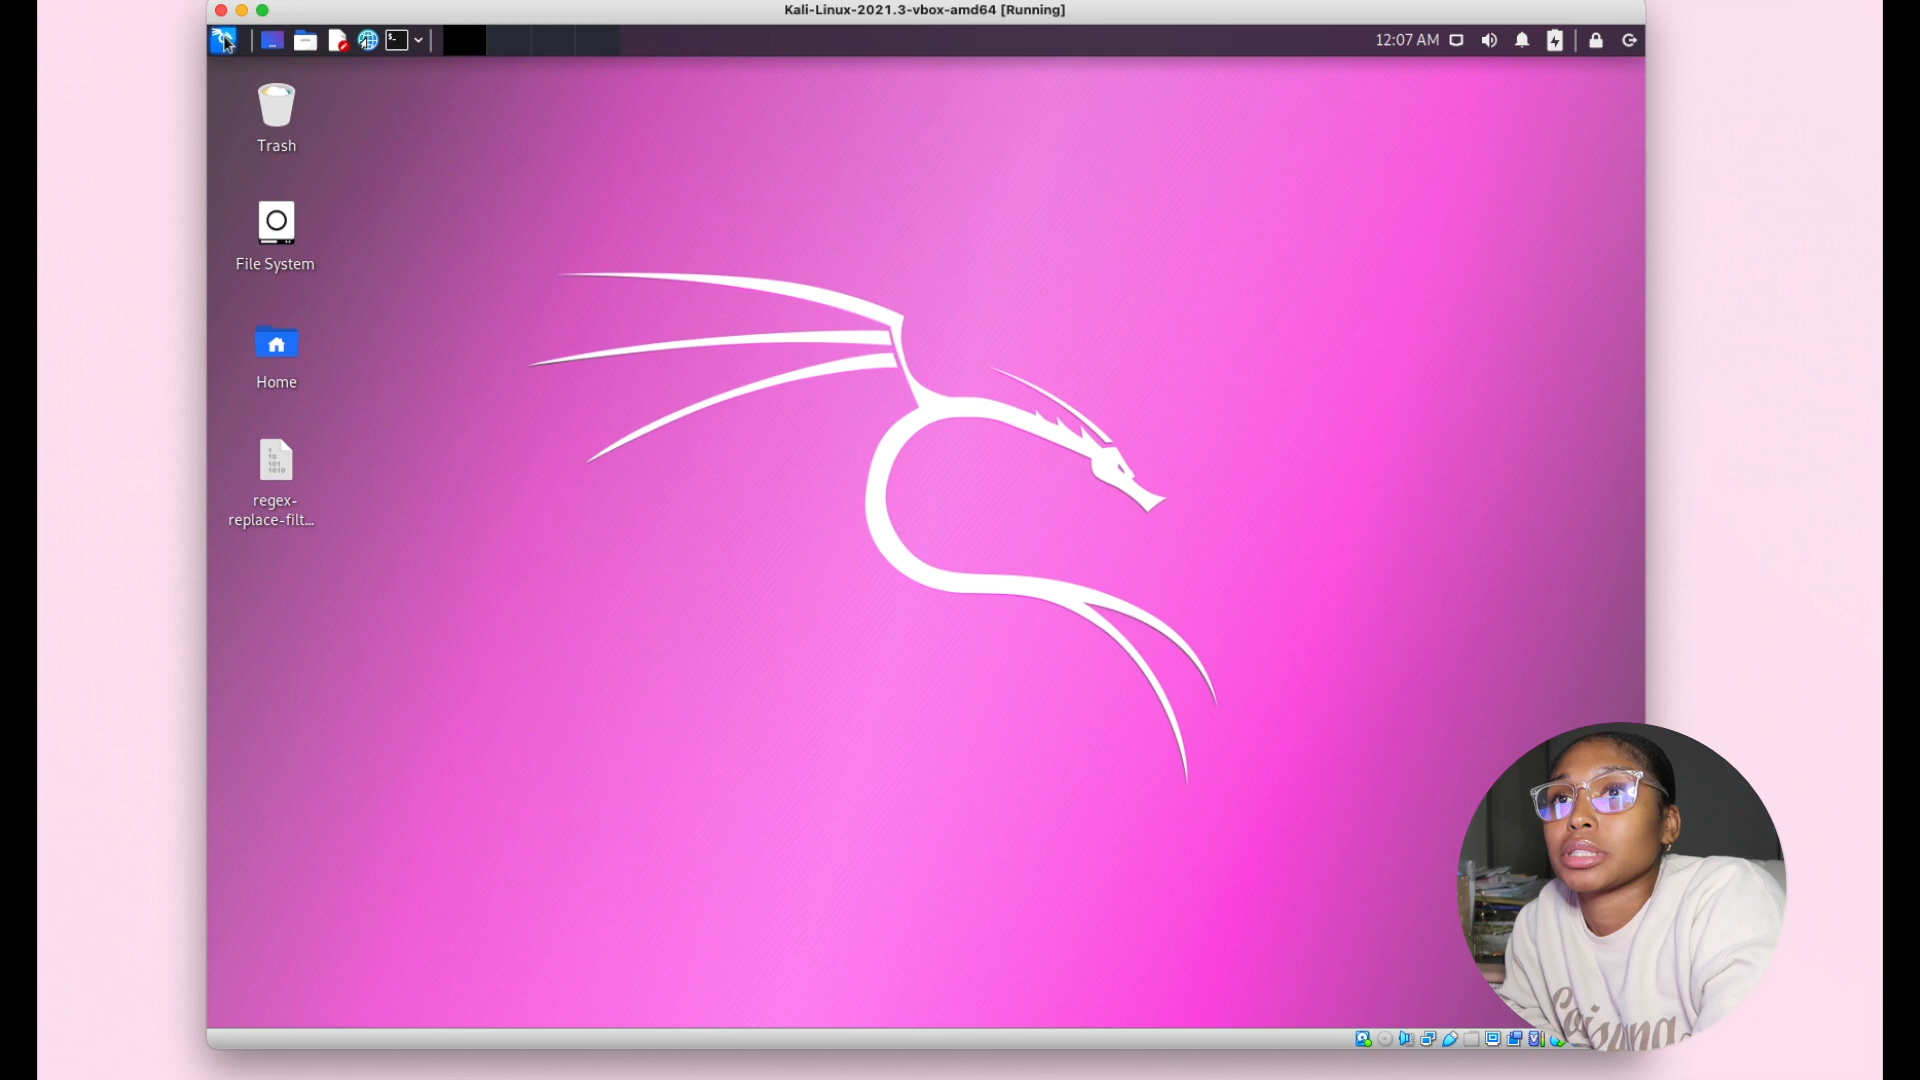 Kali-Linux-2021.3-vbox-amd64 [Running]
12:07 AM
Trash
File System
Home
regex-
replace-filt...